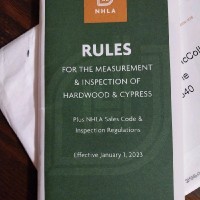 NHLA
RULES
FOR THE MEASUREMENT
& INSPECTION OF
HARDWOOD & CYPRESS
Plus NHLA Sales Code &
Inspection Regulations
Effective January 1, 2023